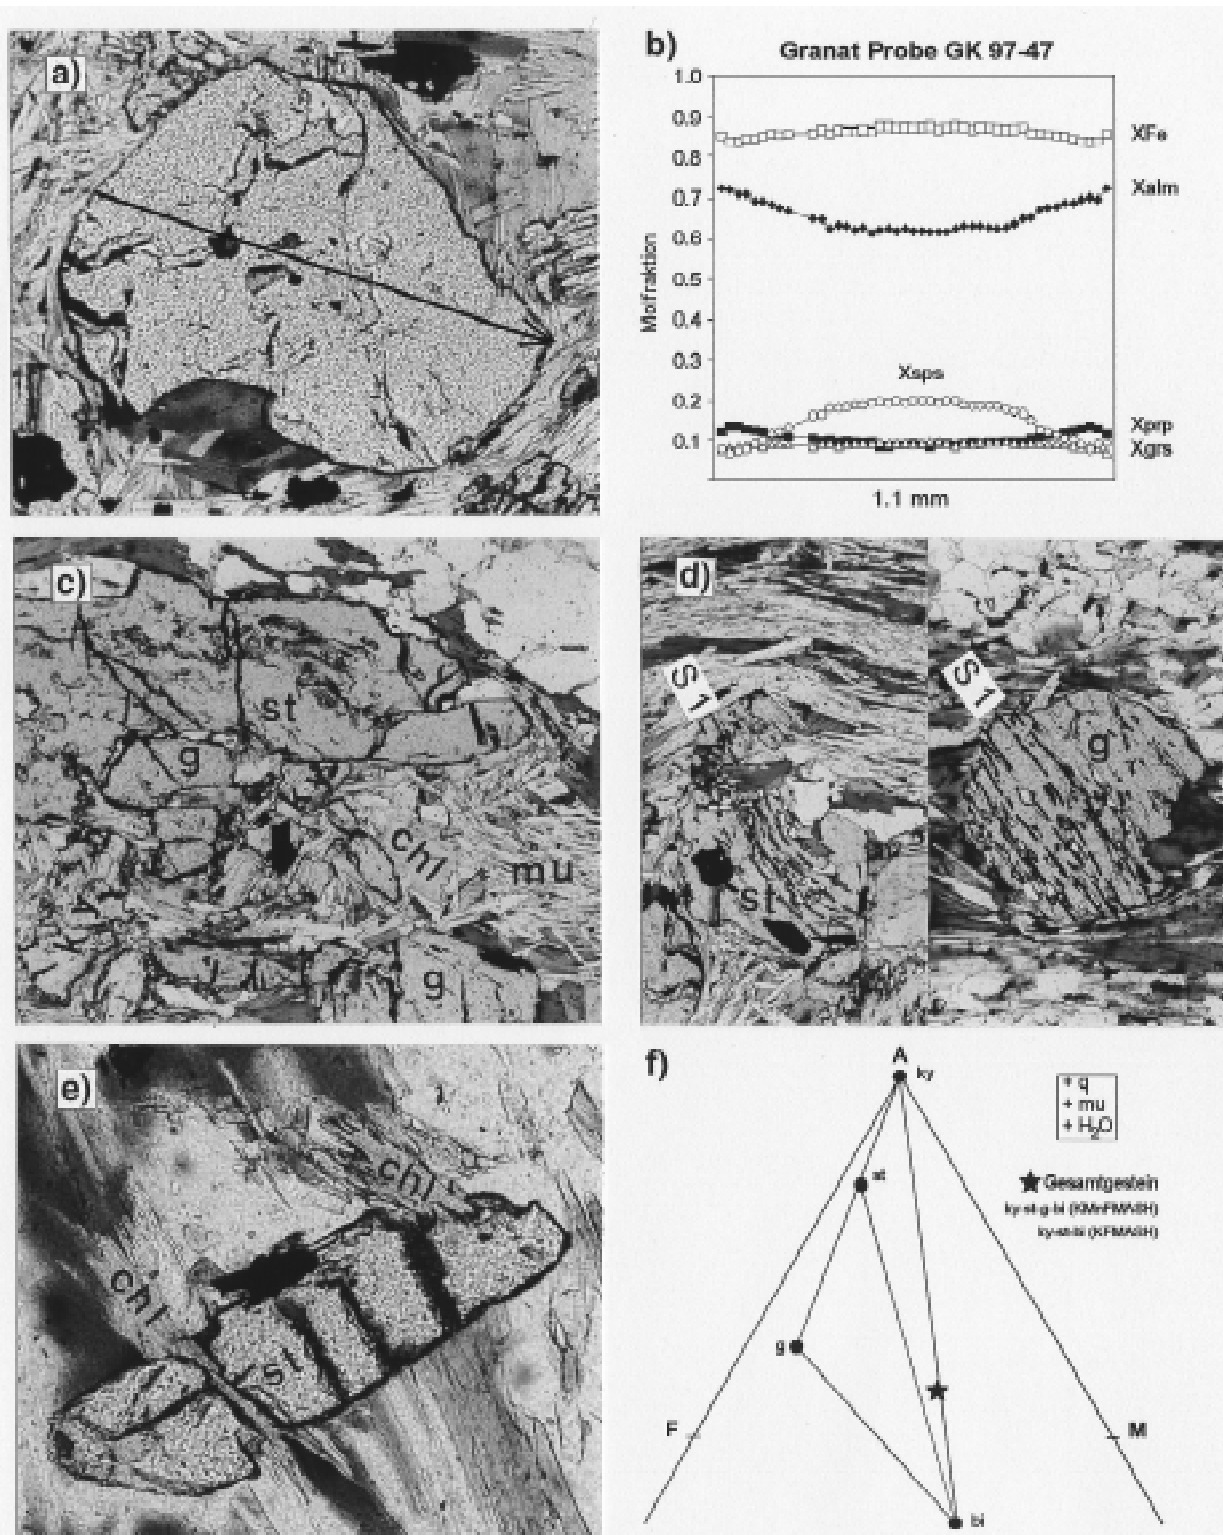 a)
b)
Granat Probe GK 97-47
1.0
0.9
0.8
0.7
0.6
0.5
0.4
0.3
0.2
0.1
Molfraktion
XFe
Xalm
Xsps
Xprp
Xgrs
1.1 mm
c)
st
g
chl
mu
g
d)
S1
st
S1
g
e)
chl
chl
st
f)
A
ky
+ q
+ mu
+ H₂O
st
★ Gesamtgestein
ky-st-g-bi (KMnFMASH)
ky-st-bi (KFMASH)
g
F
M
bi